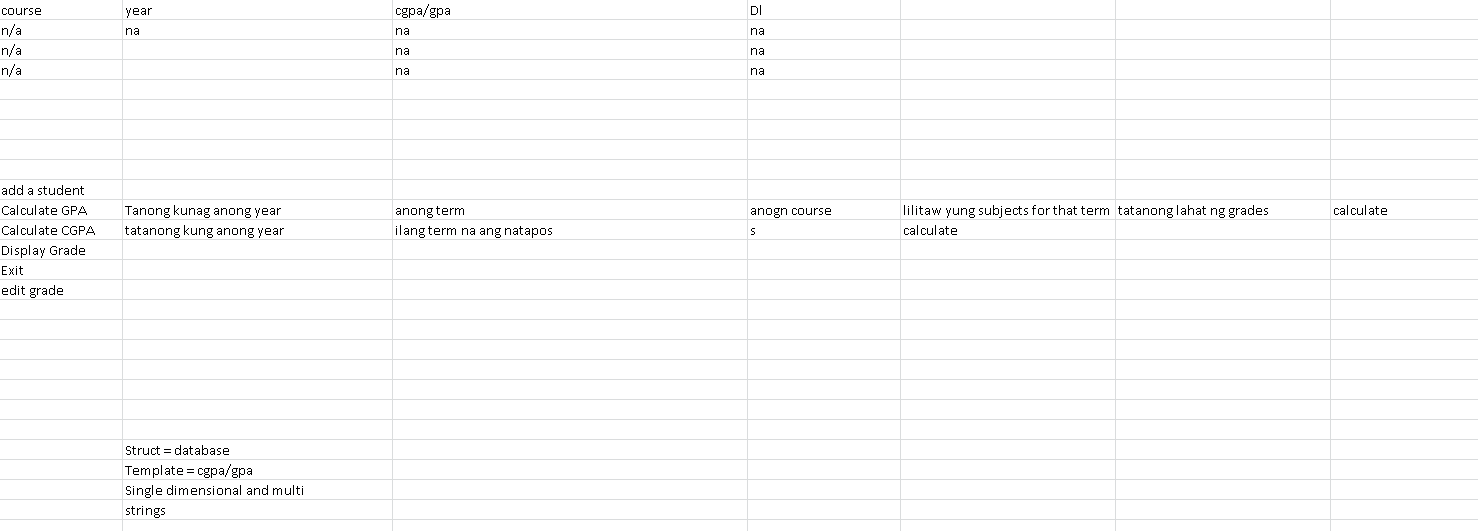 course year cgpa/gpa Dl
n/a na na na
n/a na na
n/a na na
add a student
Calculate GPA Tanong kunag anong year anong term anogn course lilitaw yung subjects for that term tatanong lahat ng grades calculate
Calculate CGPA tatanong kung anong year ilang term na ang natapos s calculate
Display Grade
Exit
edit grade
Struct = database
Template = cgpa/gpa
Single dimensional and multi
strings